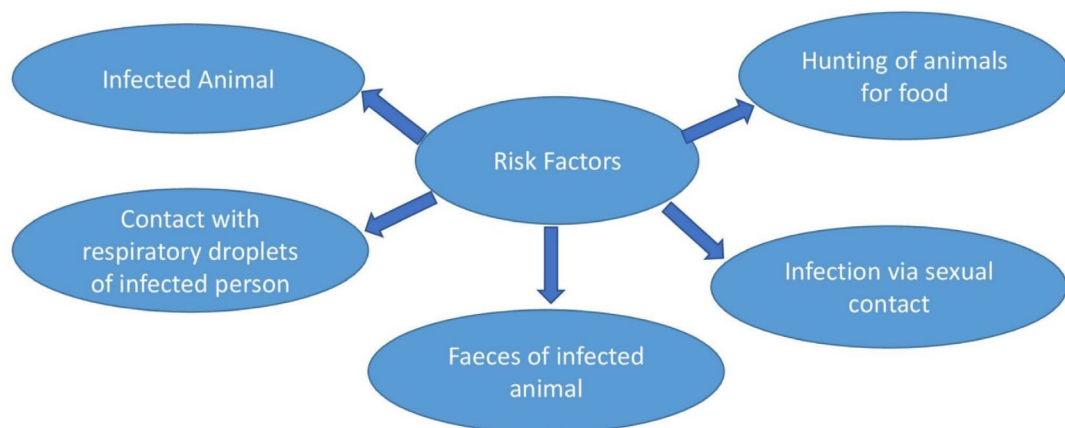 Infected Animal
Hunting of animals
for food
Risk Factors
Contact with
respiratory droplets
of infected person
Infection via sexual
contact
Faeces of infected
animal